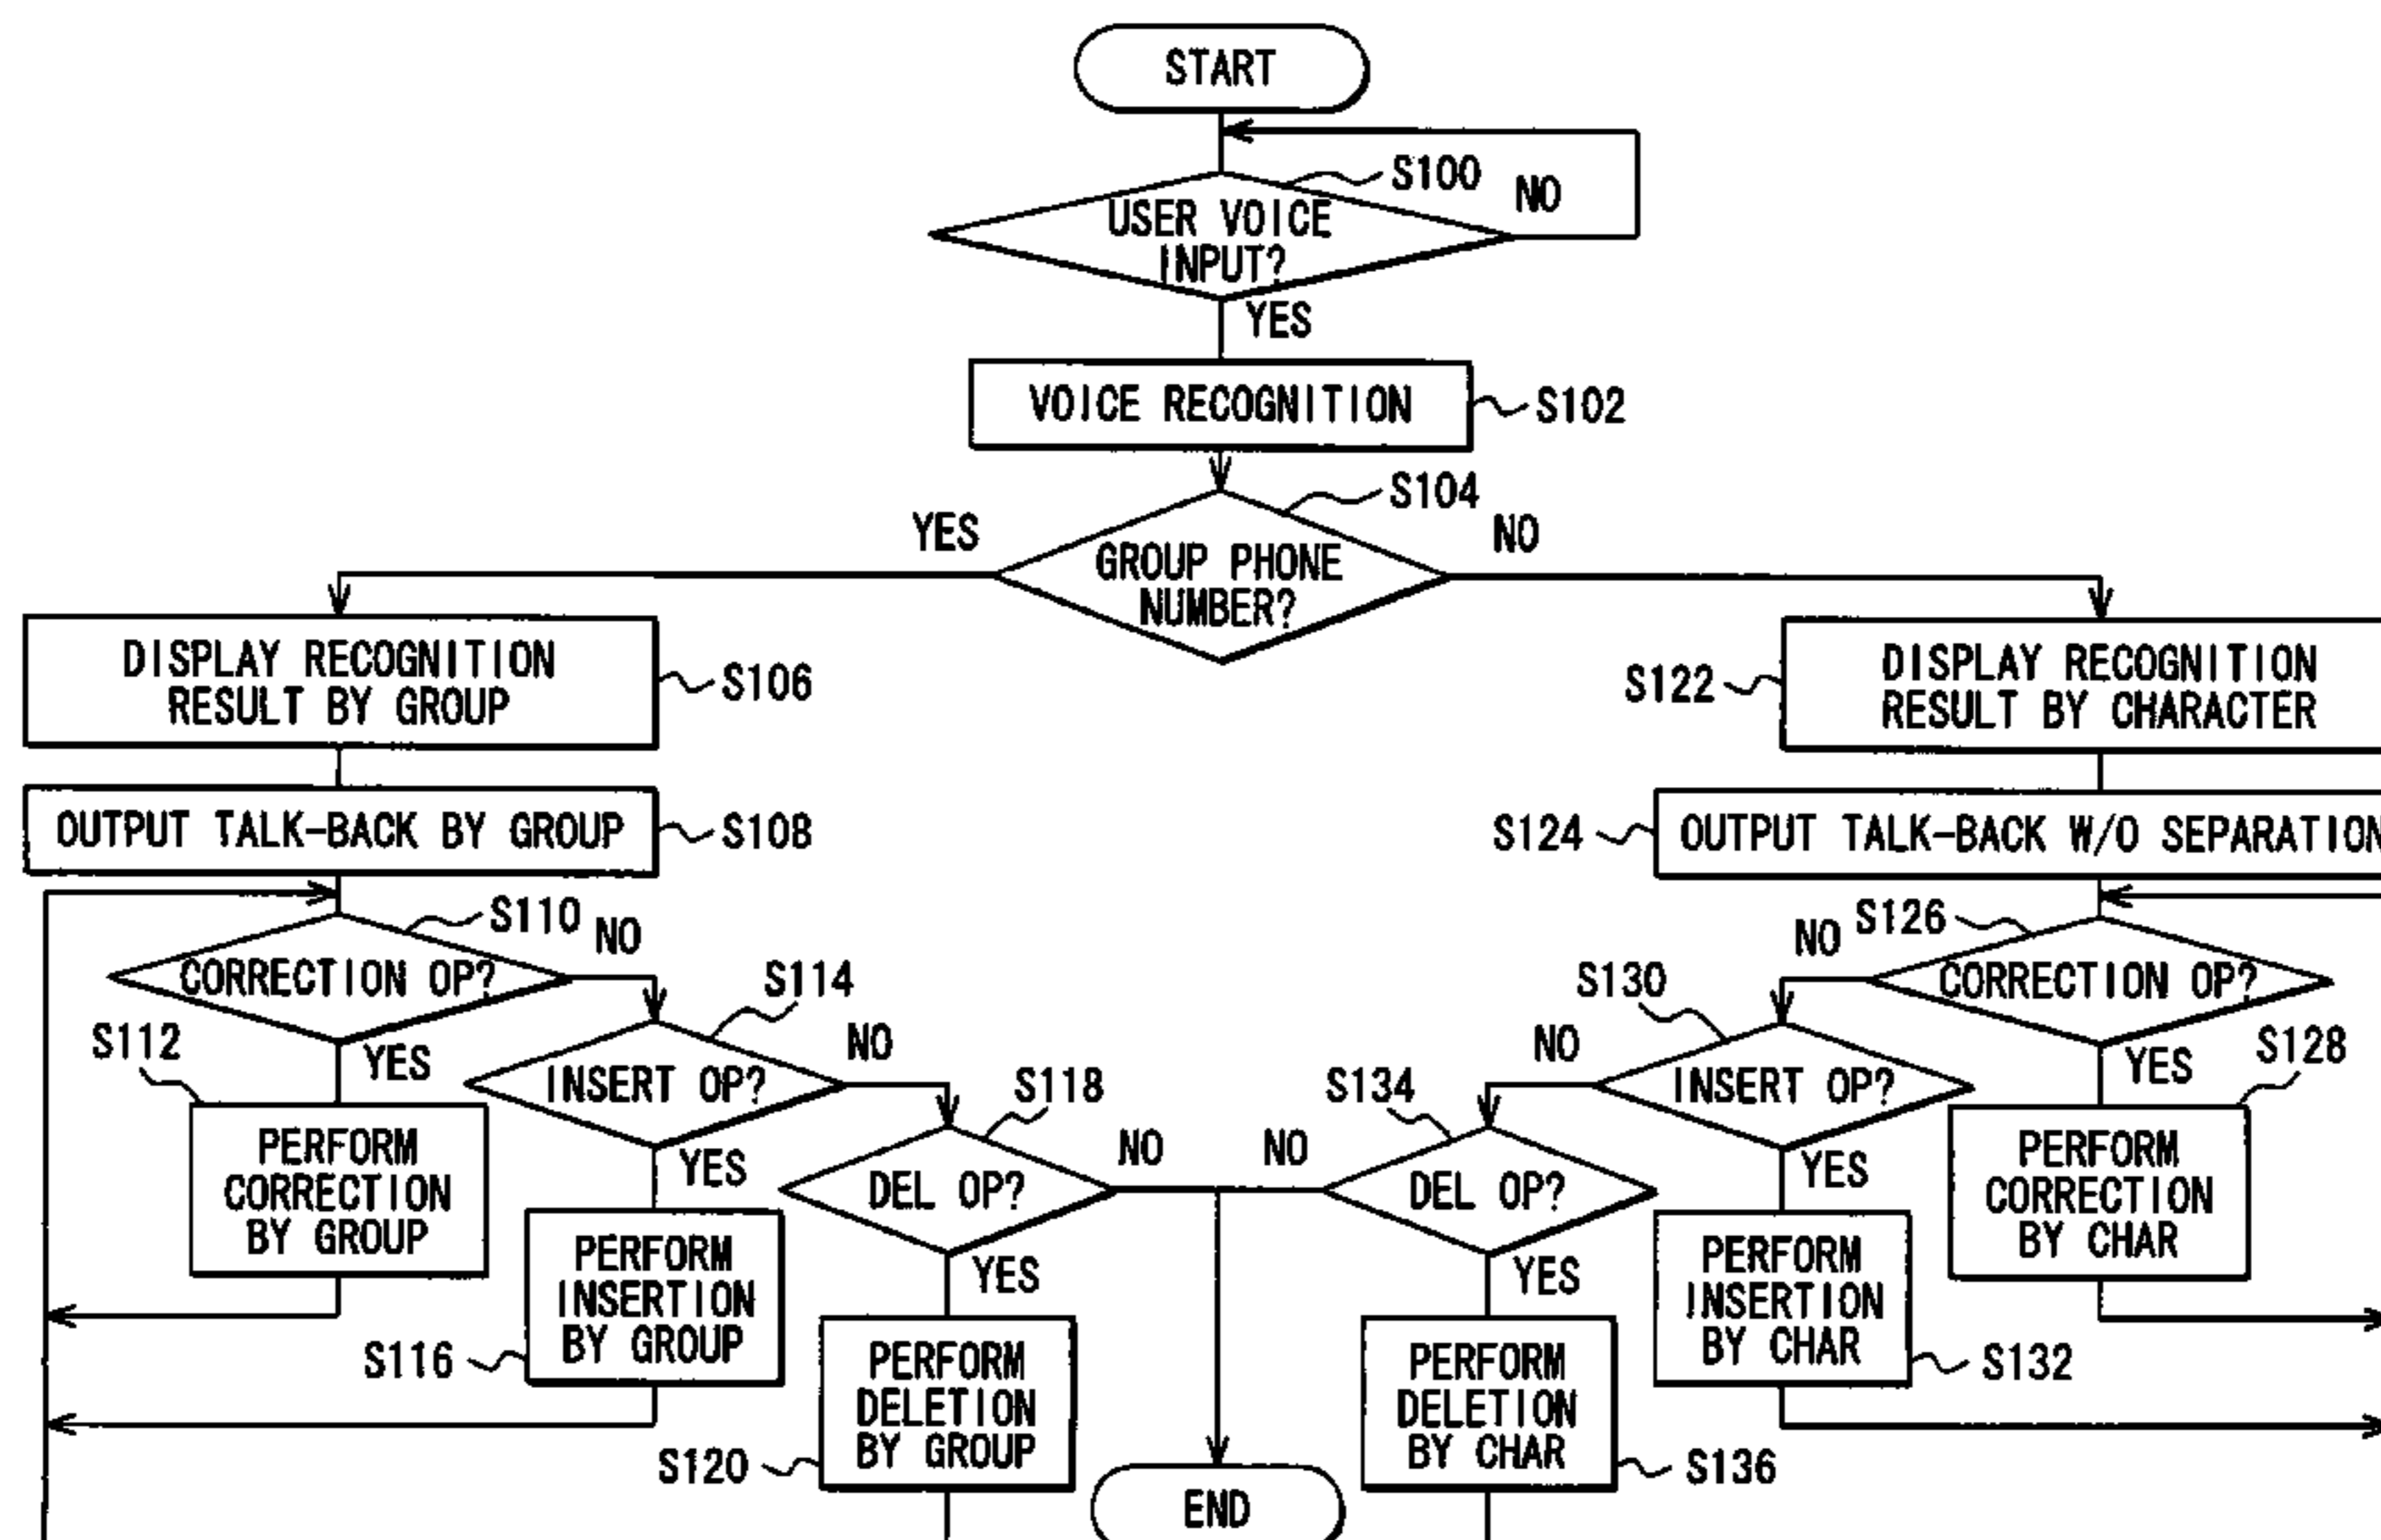 START
S100
NO
USER VOICE
INPUT?
YES
VOICE RECOGNITION
S102
S104
YES
NO
GROUP PHONE
NUMBER?
DISPLAY RECOGNITION
RESULT BY GROUP
S106
S122
DISPLAY RECOGNITION
RESULT BY CHARACTER
OUTPUT TALK-BACK BY GROUP
S108
S124
OUTPUT TALK-BACK W/O SEPARATION
S110
NO
CORRECTION OP?
S112
YES
PERFORM
CORRECTION
BY GROUP
S114
NO
INSERT OP?
YES
PERFORM
INSERTION
BY GROUP
S116
S118
NO
DEL OP?
YES
PERFORM
DELETION
BY GROUP
S120
S126
NO
CORRECTION OP?
YES
S128
PERFORM
CORRECTION
BY CHAR
S130
NO
INSERT OP?
YES
PERFORM
INSERTION
BY CHAR
S132
S134
NO
DEL OP?
YES
PERFORM
DELETION
BY CHAR
S136
END